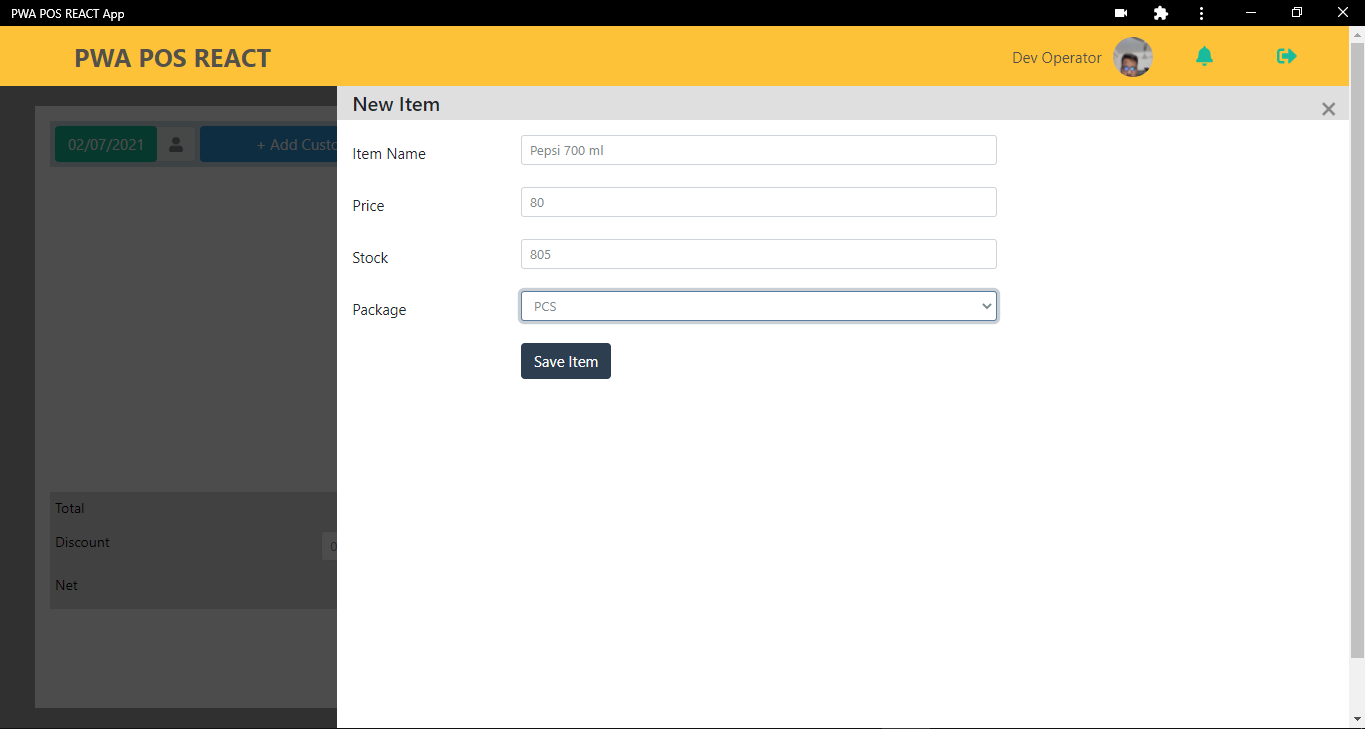 PWA POS REACT App
PWA POS REACT
Dev Operator
New Item
02/07/2021
+ Add Custo
Item Name
Pepsi 700 ml
Price
80
Stock
805
Package
PCS
Save Item
Total
Discount
0
Net